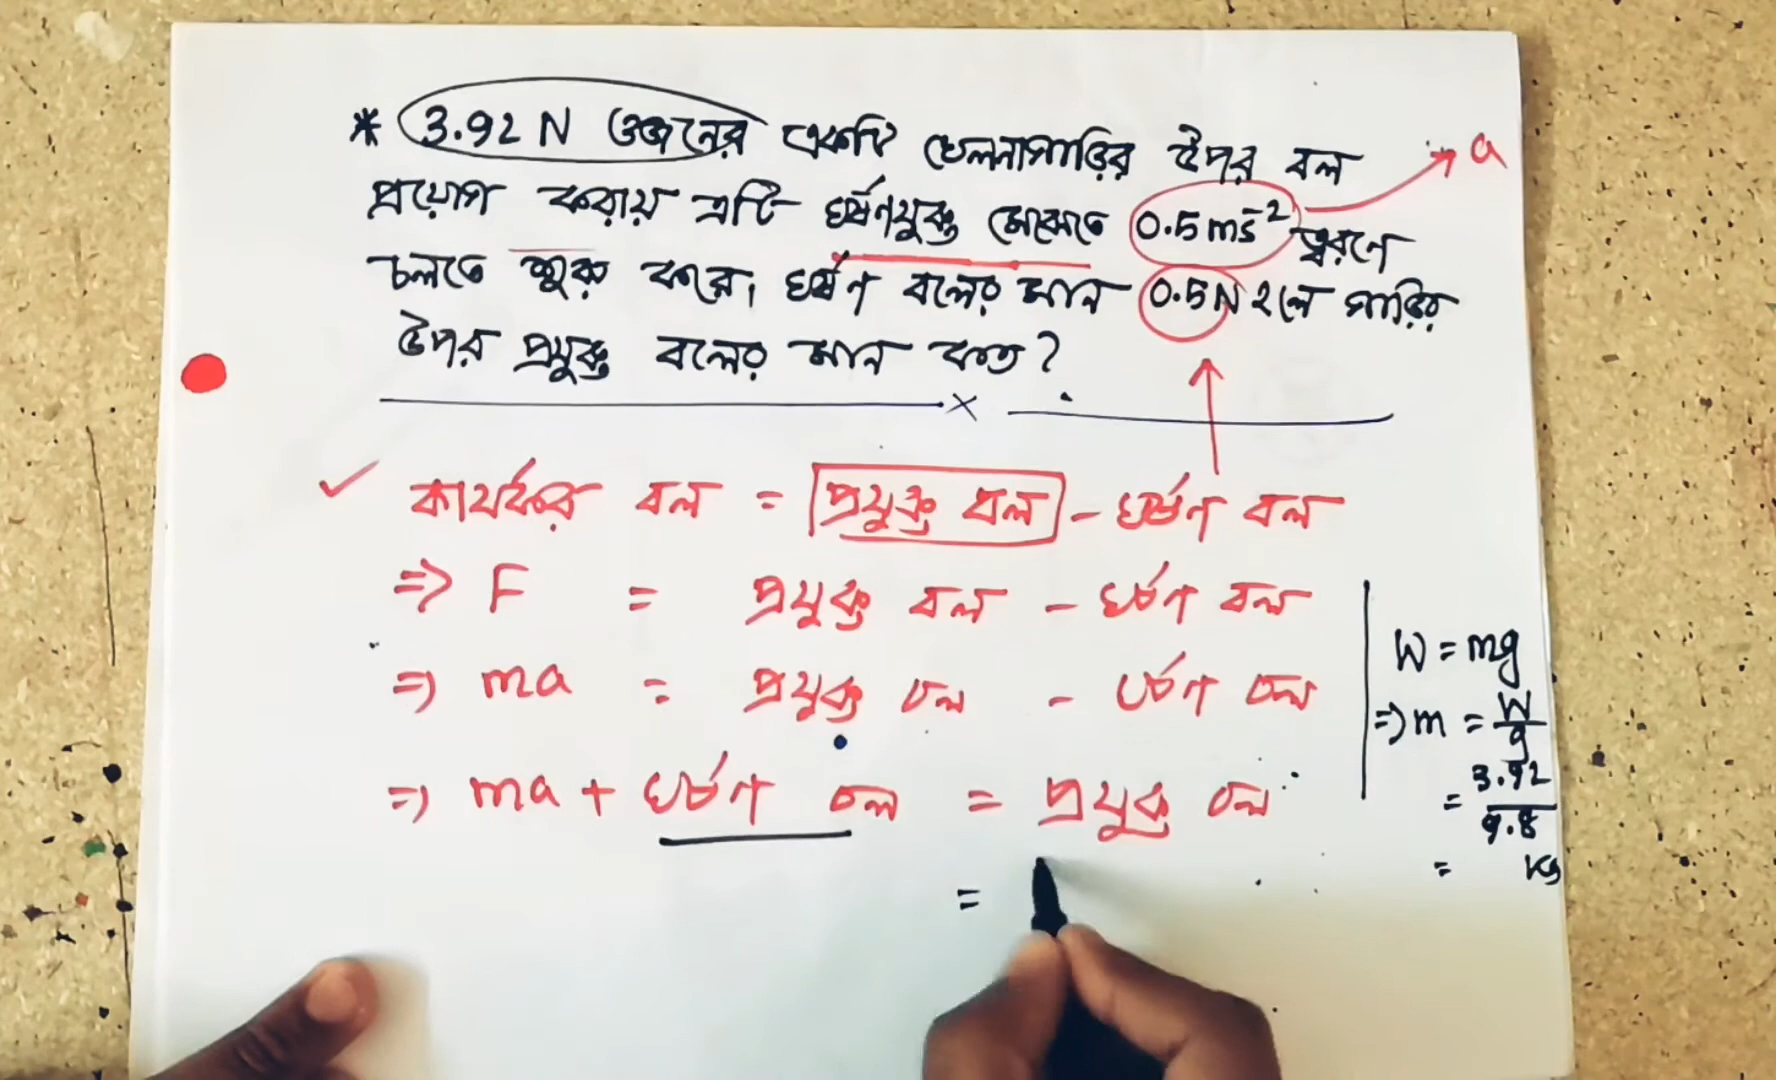 * 3.92 N ওজনের একটি খেলনাগাড়ির উপর বল
প্রয়োগ করায় এটি ঘর্ষণযুক্ত মেঝেতে 0.5 ms⁻² ত্বরণে
চলতে শুরু করে। ঘর্ষণ বলের মান 0.5N হলে গাড়ির
উপর প্রযুক্ত বলের মান কত?
a
কার্যকর বল = প্রযুক্ত বল - ঘর্ষণ বল
=> F = প্রযুক্ত বল - ঘর্ষণ বল
=> ma = প্রযুক্ত বল - ঘর্ষণ বল
=> ma + ঘর্ষণ বল = প্রযুক্ত বল
=
W = mg
=> m = W/g
= 3.92/9.8
= kg